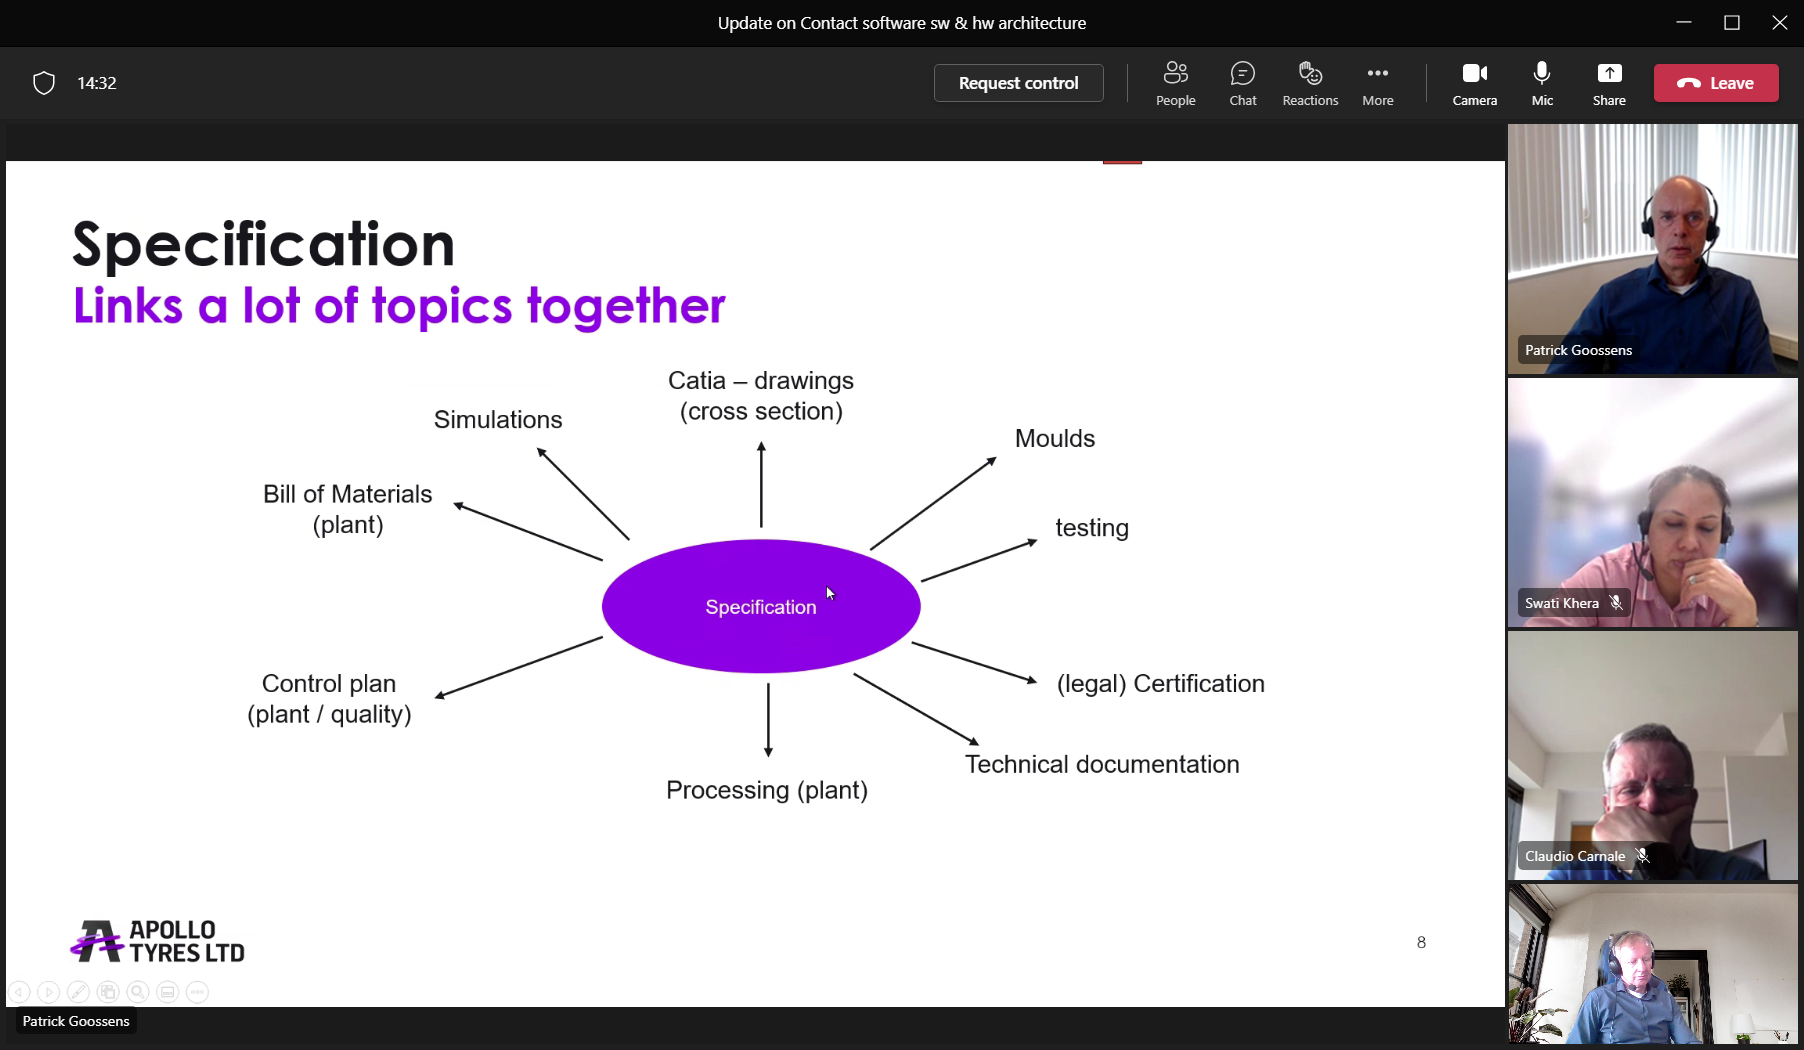 Update on Contact software sw & hw architecture
14:32
Request control
People
Chat
Reactions
More
Camera
Mic
Share
Leave
Specification
Links a lot of topics together
Catia – drawings
(cross section)
Simulations
Moulds
Bill of Materials
(plant)
testing
Specification
Control plan
(plant / quality)
(legal) Certification
Technical documentation
Processing (plant)
APOLLO
TYRES LTD
8
Patrick Goossens
Patrick Goossens
Swati Khera
Claudio Carnale